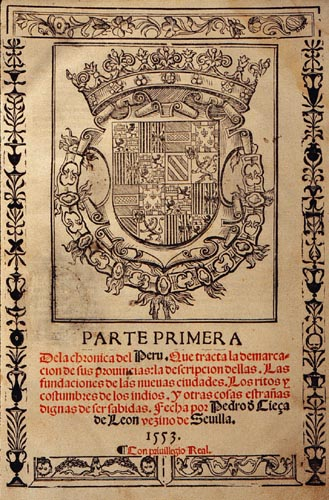 PARTE PRIMERA
Dela chronica del Peru. Que tracta la demarca-
cion de sus prouincias: la descripcion dellas. Las
fundaciones de las nueuas ciudades. Los ritos y
costumbres de los indios. Y otras cosas estrañas
dignas de ser sabidas. Fecha por Pedro d Cieça
de Leon vezino de Seuilla.
1553.
Con priuillegio Real.